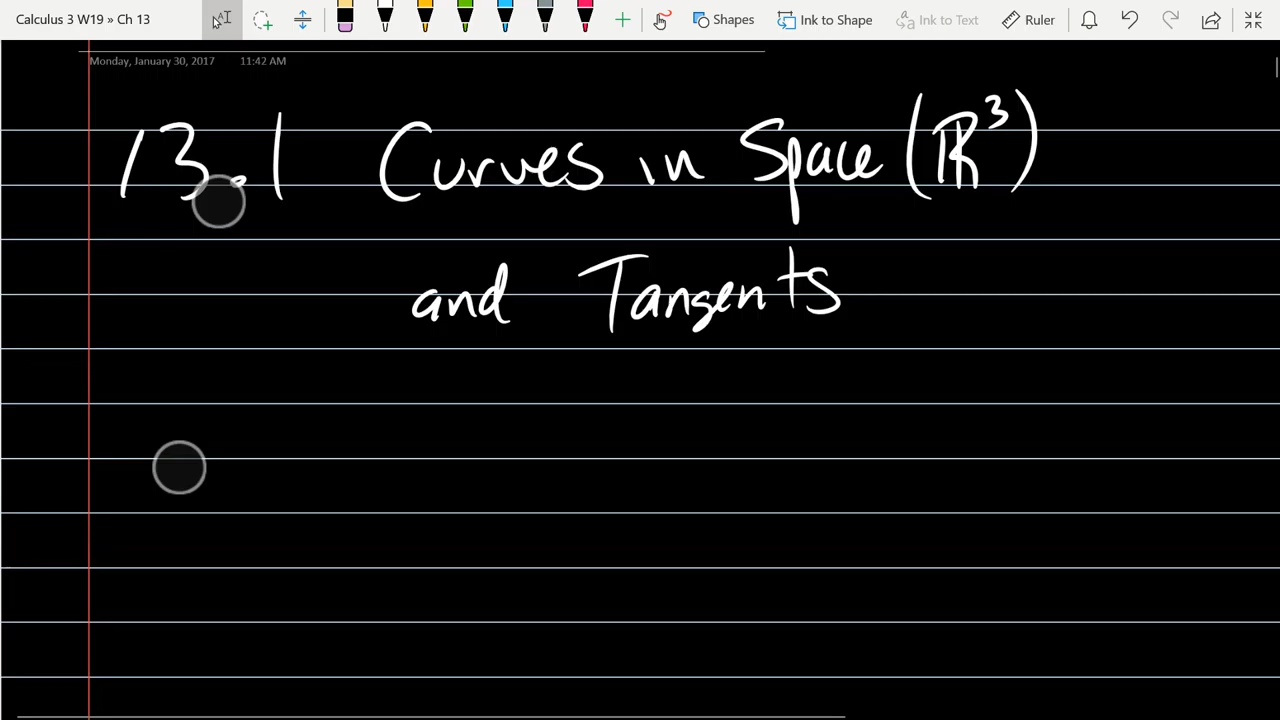 Calculus 3 W19 » Ch 13
Shapes
Ink to Shape
Ink to Text
Ruler
Monday, January 30, 2017 11:42 AM
13.1 Curves in Space (ℝ³)
and Tangents